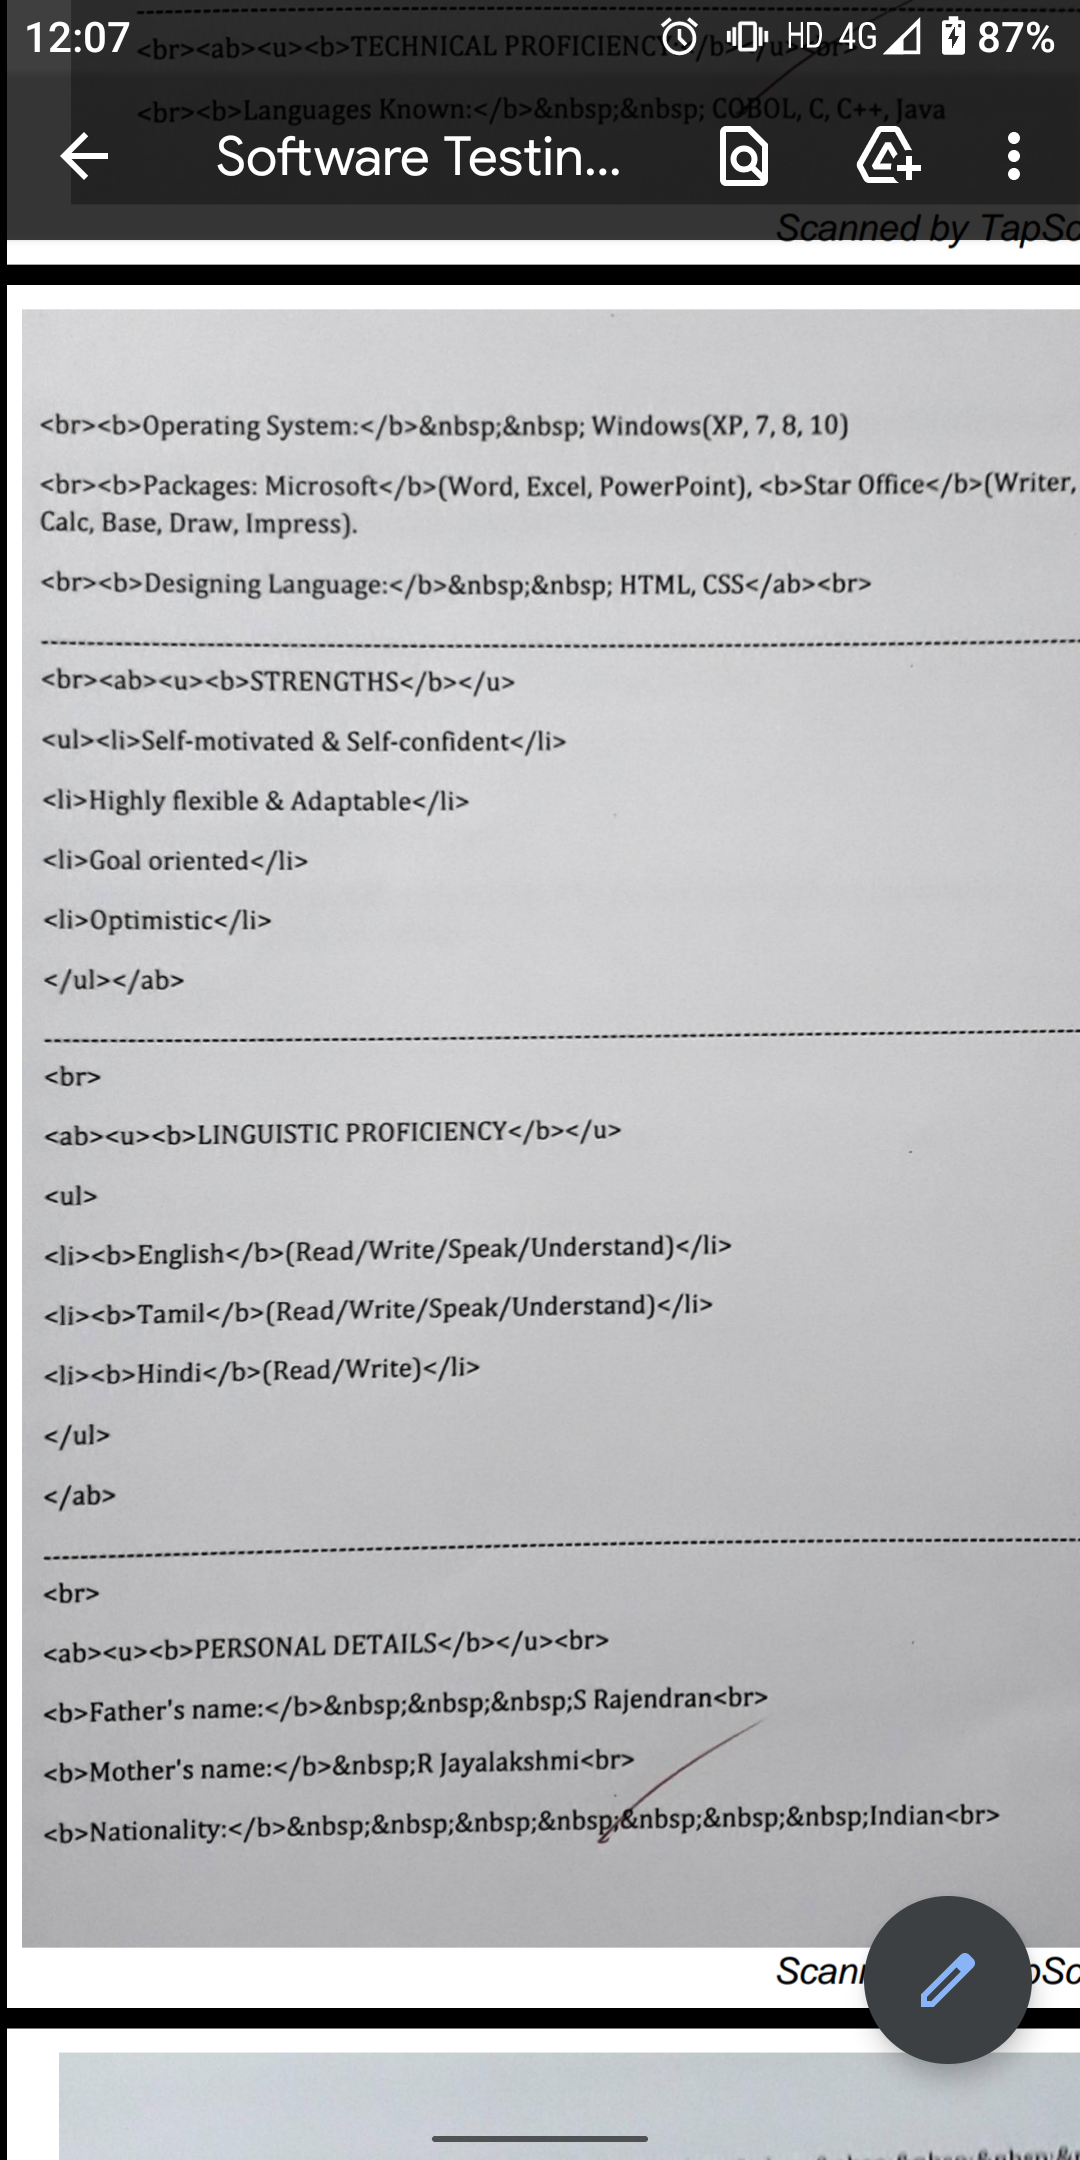 12:07 HD 4G 87%
<br><ab><u><b>TECHNICAL PROFICIENCY</b></u><br>
<br><b>Languages Known:</b>&nbsp;&nbsp; COBOL, C, C++, Java
Software Testin...
Scanned by TapSc
<br><b>Operating System:</b>&nbsp;&nbsp; Windows(XP, 7, 8, 10)
<br><b>Packages: Microsoft</b>(Word, Excel, PowerPoint), <b>Star Office</b>(Writer,
Calc, Base, Draw, Impress).
<br><b>Designing Language:</b>&nbsp;&nbsp; HTML, CSS</ab><br>
<br><ab><u><b>STRENGTHS</b></u>
<ul><li>Self-motivated & Self-confident</li>
<li>Highly flexible & Adaptable</li>
<li>Goal oriented</li>
<li>Optimistic</li>
</ul></ab>
<br>
<ab><u><b>LINGUISTIC PROFICIENCY</b></u>
<ul>
<li><b>English</b>(Read/Write/Speak/Understand)</li>
<li><b>Tamil</b>(Read/Write/Speak/Understand)</li>
<li><b>Hindi</b>(Read/Write)</li>
</ul>
</ab>
<br>
<ab><u><b>PERSONAL DETAILS</b></u><br>
<b>Father's name:</b>&nbsp;&nbsp;&nbsp;S Rajendran<br>
<b>Mother's name:</b>&nbsp;R Jayalakshmi<br>
<b>Nationality:</b>&nbsp;&nbsp;&nbsp;&nbsp;&nbsp;&nbsp;&nbsp;Indian<br>